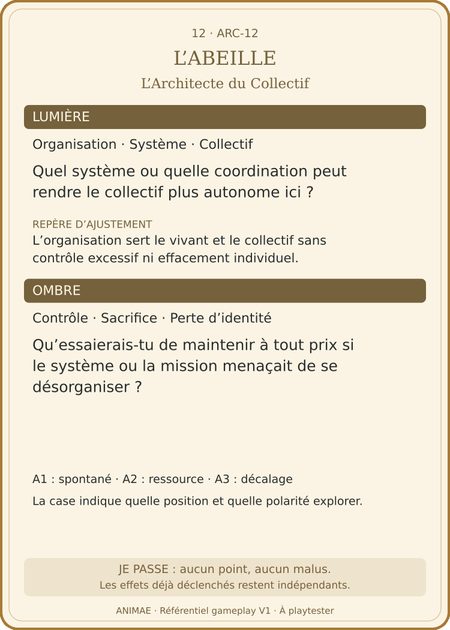 12 · ARC-12
L’ABEILLE
L’Architecte du Collectif
LUMIÈRE
Organisation · Système · Collectif
Quel système ou quelle coordination peut
rendre le collectif plus autonome ici ?
REPÈRE D’AJUSTEMENT
L’organisation sert le vivant et le collectif sans
contrôle excessif ni effacement individuel.
OMBRE
Contrôle · Sacrifice · Perte d’identité
Qu’essaierais-tu de maintenir à tout prix si
le système ou la mission menaçait de se
désorganiser ?
A1 : spontané · A2 : ressource · A3 : décalage
La case indique quelle position et quelle polarité explorer.
JE PASSE : aucun point, aucun malus.
Les effets déjà déclenchés restent indépendants.
ANIMAE · Référentiel gameplay V1 · À playtester